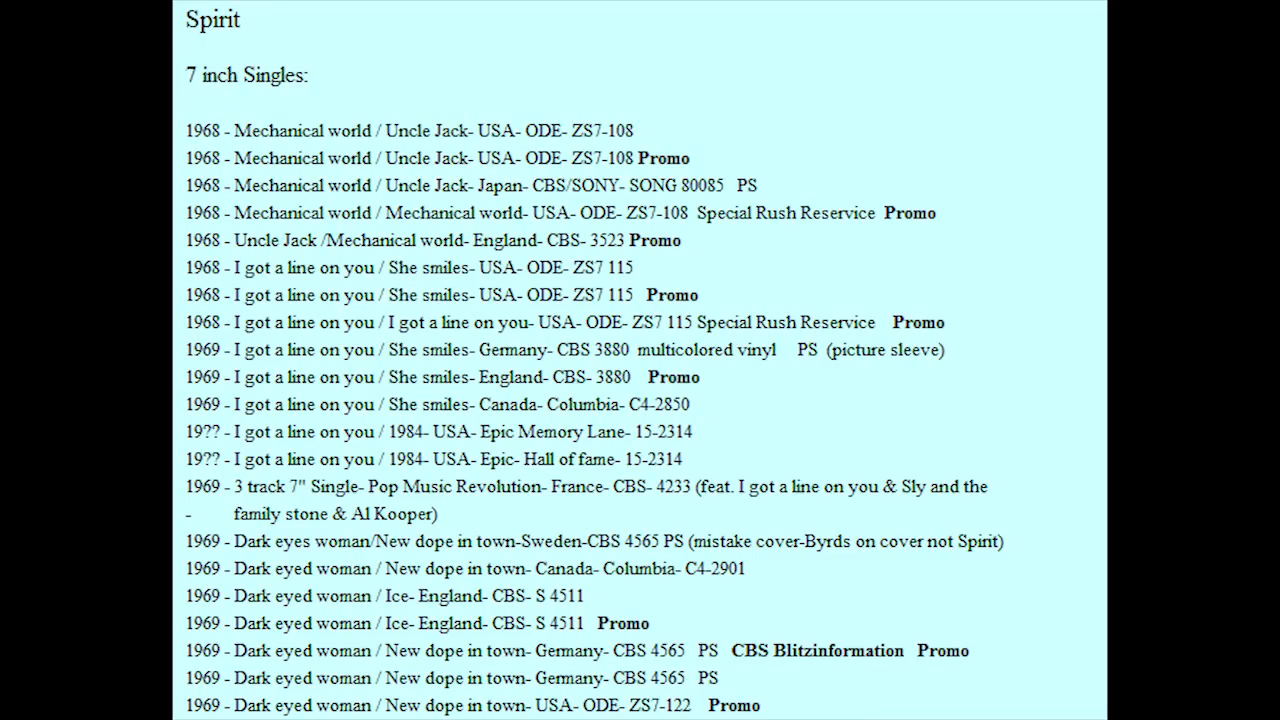 Spirit
7 inch Singles:
1968 - Mechanical world / Uncle Jack- USA- ODE- ZS7-108
1968 - Mechanical world / Uncle Jack- USA- ODE- ZS7-108 Promo
1968 - Mechanical world / Uncle Jack- Japan- CBS/SONY- SONG 80085 PS
1968 - Mechanical world / Mechanical world- USA- ODE- ZS7-108 Special Rush Reservice Promo
1968 - Uncle Jack /Mechanical world- England- CBS- 3523 Promo
1968 - I got a line on you / She smiles- USA- ODE- ZS7 115
1968 - I got a line on you / She smiles- USA- ODE- ZS7 115 Promo
1968 - I got a line on you / I got a line on you- USA- ODE- ZS7 115 Special Rush Reservice Promo
1969 - I got a line on you / She smiles- Germany- CBS 3880 multicolored vinyl PS (picture sleeve)
1969 - I got a line on you / She smiles- England- CBS- 3880 Promo
1969 - I got a line on you / She smiles- Canada- Columbia- C4-2850
19?? - I got a line on you / 1984- USA- Epic Memory Lane- 15-2314
19?? - I got a line on you / 1984- USA- Epic- Hall of fame- 15-2314
1969 - 3 track 7" Single- Pop Music Revolution- France- CBS- 4233 (feat. I got a line on you & Sly and the
- family stone & Al Kooper)
1969 - Dark eyes woman/New dope in town-Sweden-CBS 4565 PS (mistake cover-Byrds on cover not Spirit)
1969 - Dark eyed woman / New dope in town- Canada- Columbia- C4-2901
1969 - Dark eyed woman / Ice- England- CBS- S 4511
1969 - Dark eyed woman / Ice- England- CBS- S 4511 Promo
1969 - Dark eyed woman / New dope in town- Germany- CBS 4565 PS CBS Blitzinformation Promo
1969 - Dark eyed woman / New dope in town- Germany- CBS 4565 PS
1969 - Dark eyed woman / New dope in town- USA- ODE- ZS7-122 Promo